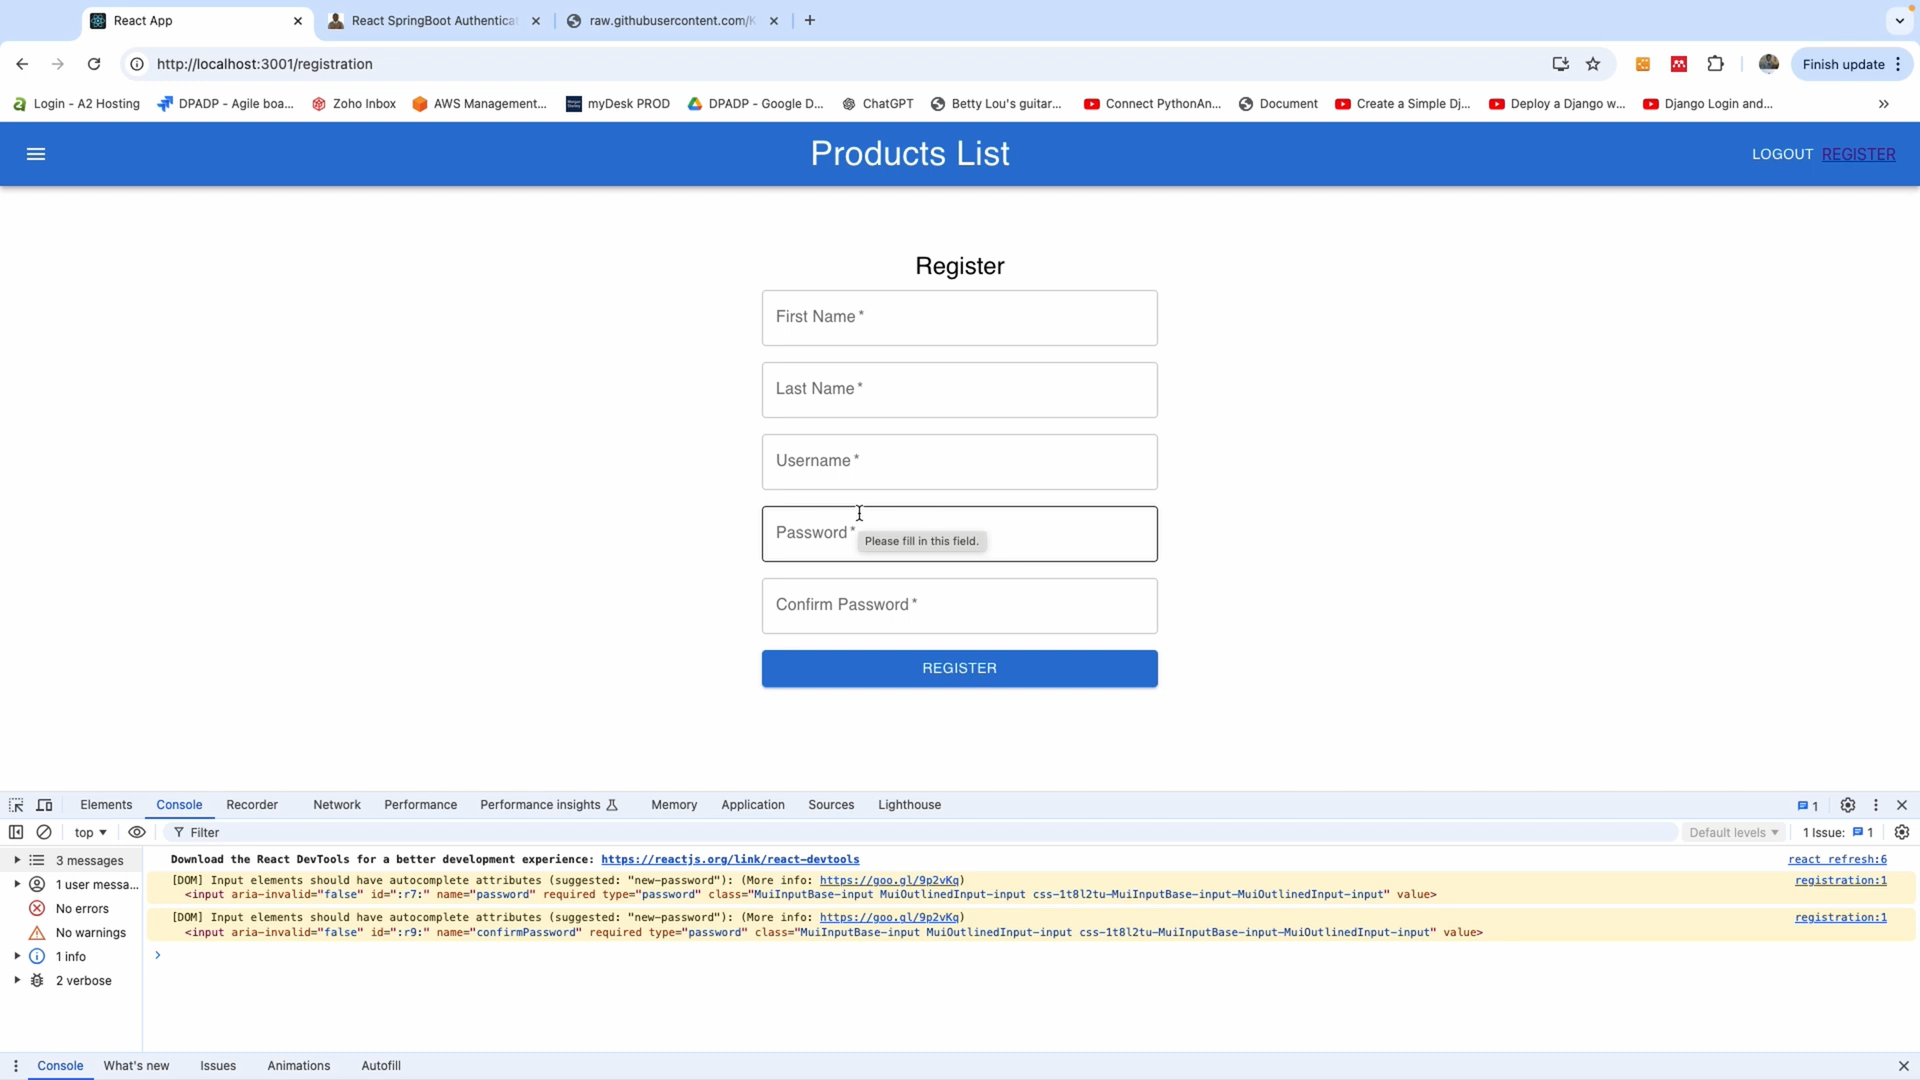 React App
React SpringBoot Authentica
raw.githubusercontent.com/K
http://localhost:3001/registration
Finish update
Login - A2 Hosting
DPADP - Agile boa...
Zoho Inbox
AWS Management...
myDesk PROD
DPADP - Google D...
ChatGPT
Betty Lou's guitar...
Connect PythonAn...
Document
Create a Simple Dj...
Deploy a Django w...
Django Login and...
Products List
LOGOUT REGISTER
Register
First Name *
Last Name *
Username *
Password *
Please fill in this field.
Confirm Password *
REGISTER
Elements
Console
Recorder
Network
Performance
Performance insights
Memory
Application
Sources
Lighthouse
1
top
Filter
Default levels
1 Issue: 1
3 messages
1 user messa...
No errors
No warnings
1 info
2 verbose
Download the React DevTools for a better development experience: https://reactjs.org/link/react-devtools
react refresh:6
[DOM] Input elements should have autocomplete attributes (suggested: "new-password"): (More info: https://goo.gl/9p2vKq)
registration:1
<input aria-invalid="false" id=":r7:" name="password" required type="password" class="MuiInputBase-input MuiOutlinedInput-input css-1t8l2tu-MuiInputBase-input-MuiOutlinedInput-input" value>
[DOM] Input elements should have autocomplete attributes (suggested: "new-password"): (More info: https://goo.gl/9p2vKq)
registration:1
<input aria-invalid="false" id=":r9:" name="confirmPassword" required type="password" class="MuiInputBase-input MuiOutlinedInput-input css-1t8l2tu-MuiInputBase-input-MuiOutlinedInput-input" value>
Console
What's new
Issues
Animations
Autofill